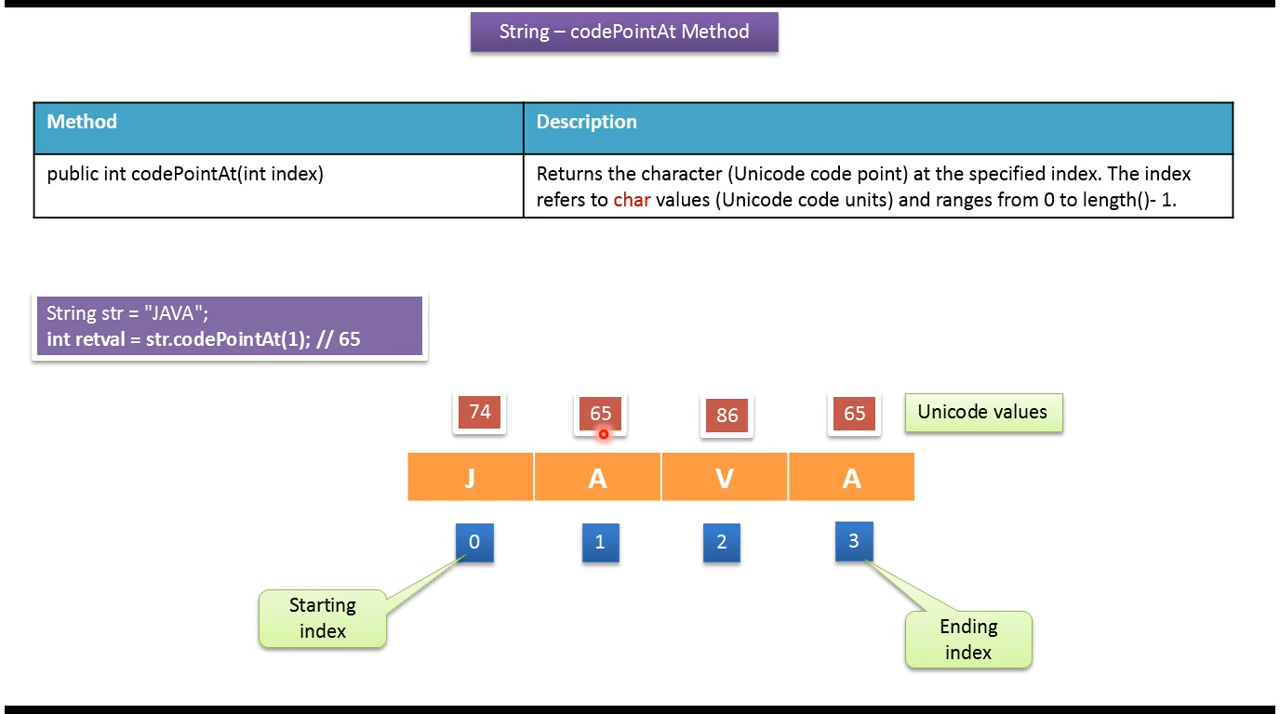 String – codePointAt Method
Method
Description
public int codePointAt(int index)
Returns the character (Unicode code point) at the specified index. The index
refers to char values (Unicode code units) and ranges from 0 to length()- 1.
String str = "JAVA";
int retval = str.codePointAt(1); // 65
74 65 86 65 Unicode values
J A V A
0 1 2 3
Starting
index
Ending
index